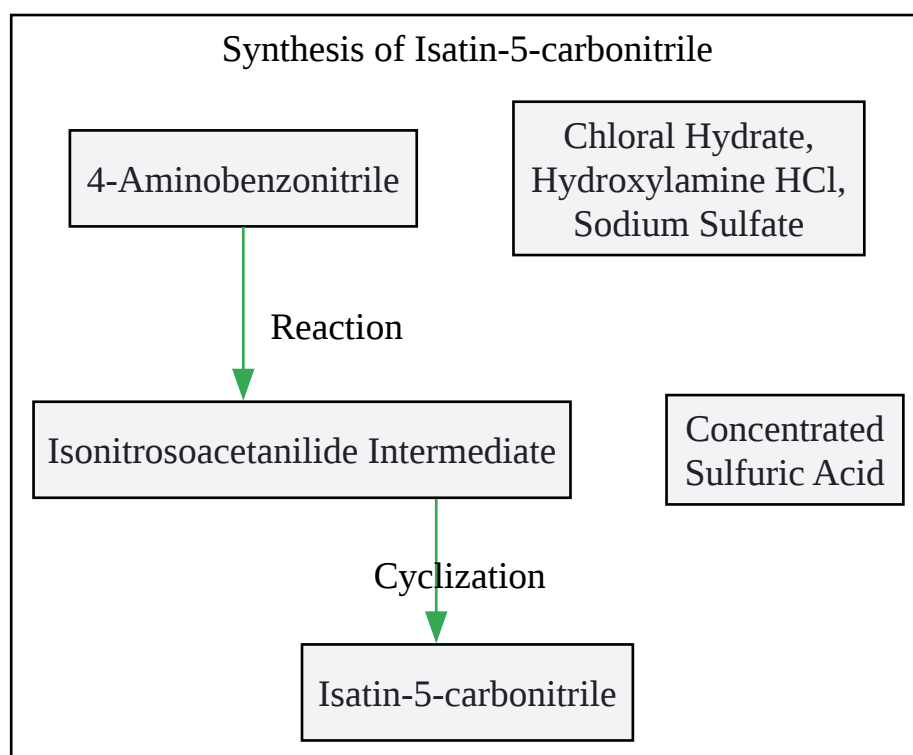 Synthesis of Isatin-5-carbonitrile
4-Aminobenzonitrile
Chloral Hydrate,
Hydroxylamine HCl,
Sodium Sulfate
Reaction
Isonitrosoacetanilide Intermediate
Concentrated
Sulfuric Acid
Cyclization
Isatin-5-carbonitrile